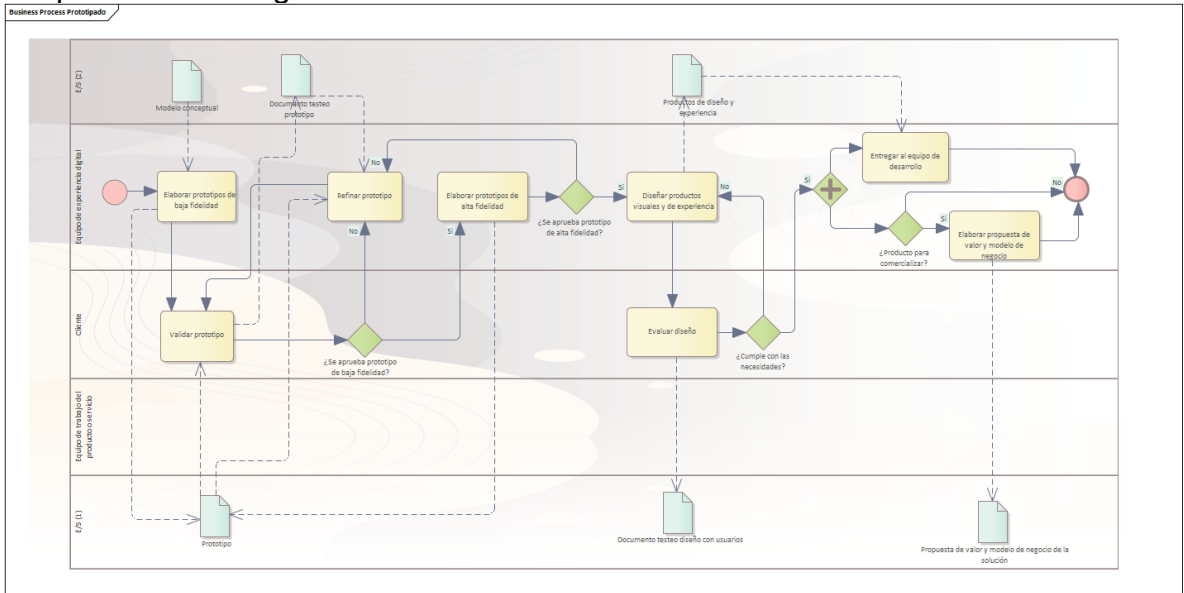 Business Process Prototipado
E/S (2)
Modelo conceptual
Documento testeo
prototipo
Productos de diseño y
experiencia
Equipo de experiencia digital
Elaborar prototipos de
baja fidelidad
Refinar prototipo
No
No
Elaborar prototipos de
alta fidelidad
Sí
¿Se aprueba prototipo
de alta fidelidad?
Sí
Diseñar productos
visuales y de experiencia
No
Sí
Entregar al equipo de
desarrollo
¿Producto para
comercializar?
No
Sí
Elaborar propuesta de
valor y modelo de
negocio
Cliente
Validar prototipo
¿Se aprueba prototipo
de baja fidelidad?
Evaluar diseño
¿Cumple con las
necesidades?
Equipo de trabajo del
producto o servicio
E/S (1)
Prototipo
Documento testeo diseño con usuarios
Propuesta de valor y modelo de negocio de la
solución